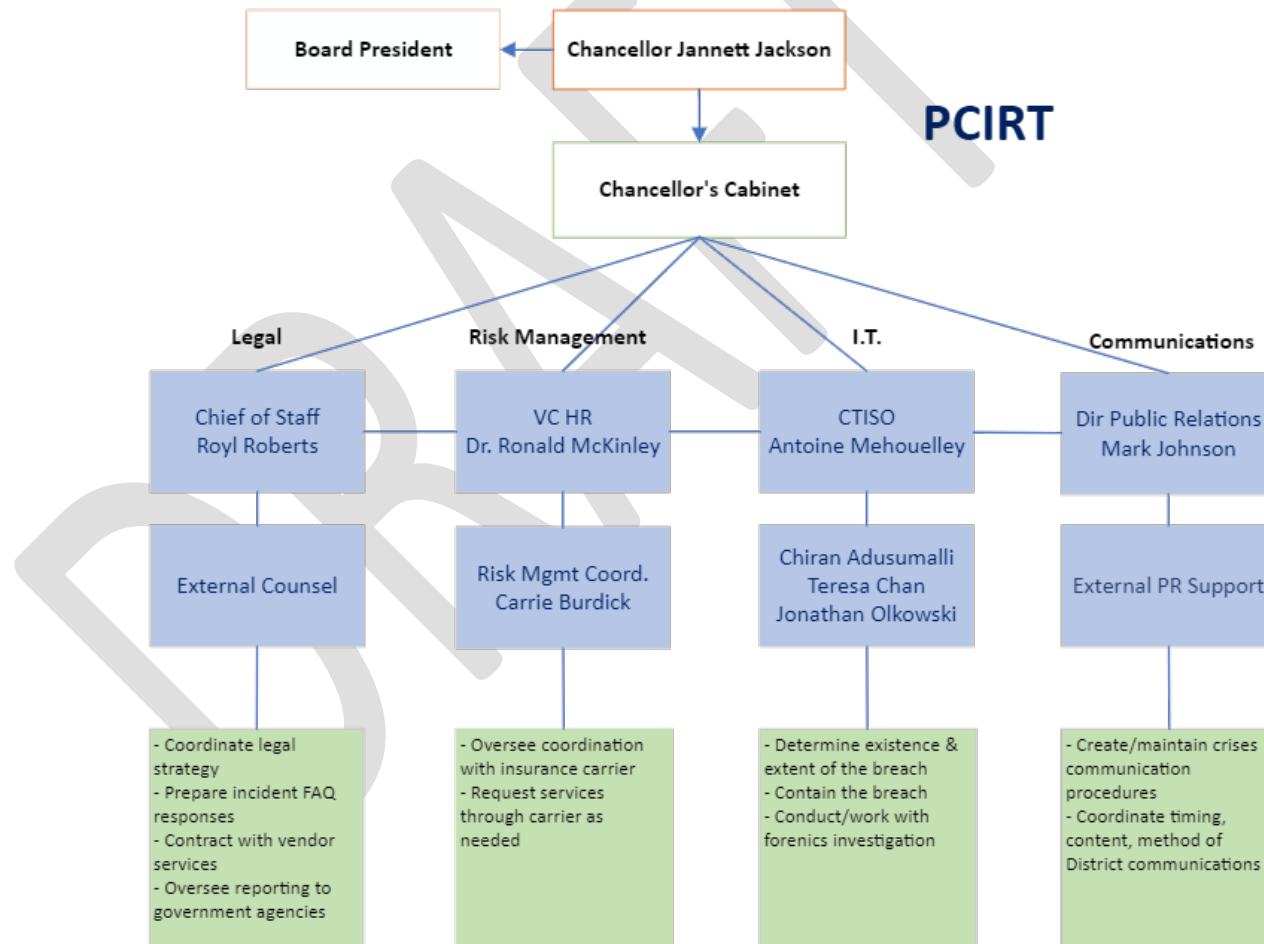 Board President
Chancellor Jannett Jackson
PCIRT
Chancellor's Cabinet
Legal
Risk Management
I.T.
Communications
Chief of Staff
Royl Roberts
VC HR
Dr. Ronald McKinley
CTISO
Antoine Mehouelley
Dir Public Relations
Mark Johnson
External Counsel
Risk Mgmt Coord.
Carrie Burdick
Chiran Adusumalli
Teresa Chan
Jonathan Olkowski
External PR Support
- Coordinate legal
strategy
- Prepare incident FAQ
responses
- Contract with vendor
services
- Oversee reporting to
government agencies
- Oversee coordination
with insurance carrier
- Request services
through carrier as
needed
- Determine existence &
extent of the breach
- Contain the breach
- Conduct/work with
forenics investigation
- Create/maintain crises
communication
procedures
- Coordinate timing,
content, method of
District communications
DRAFT